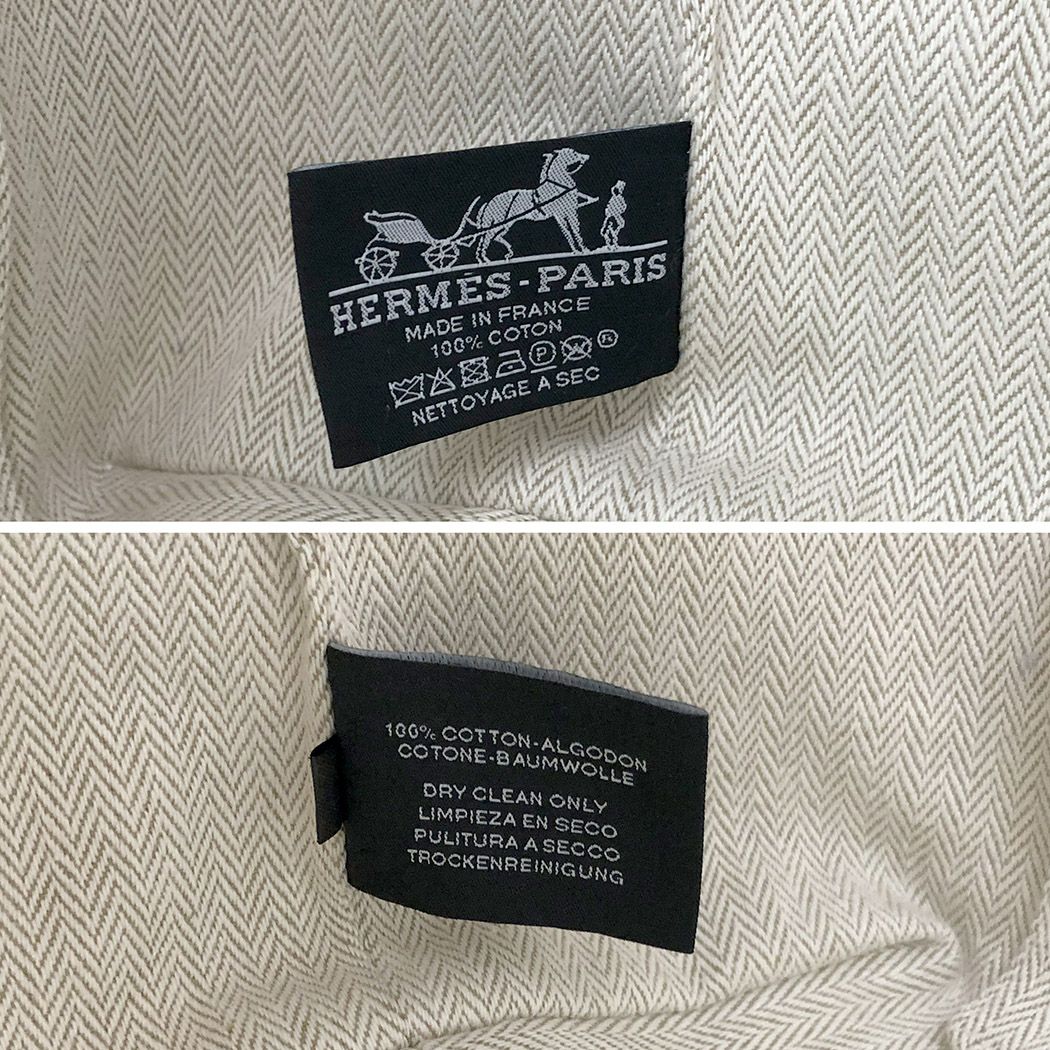 HERMÈS-PARIS
MADE IN FRANCE
100% COTON
P
NETTOYAGE A SEC
100% COTTON-ALGODON
COTONE-BAUMWOLLE
DRY CLEAN ONLY
LIMPIEZA EN SECO
PULITURA A SECCO
TROCKENREINIGUNG